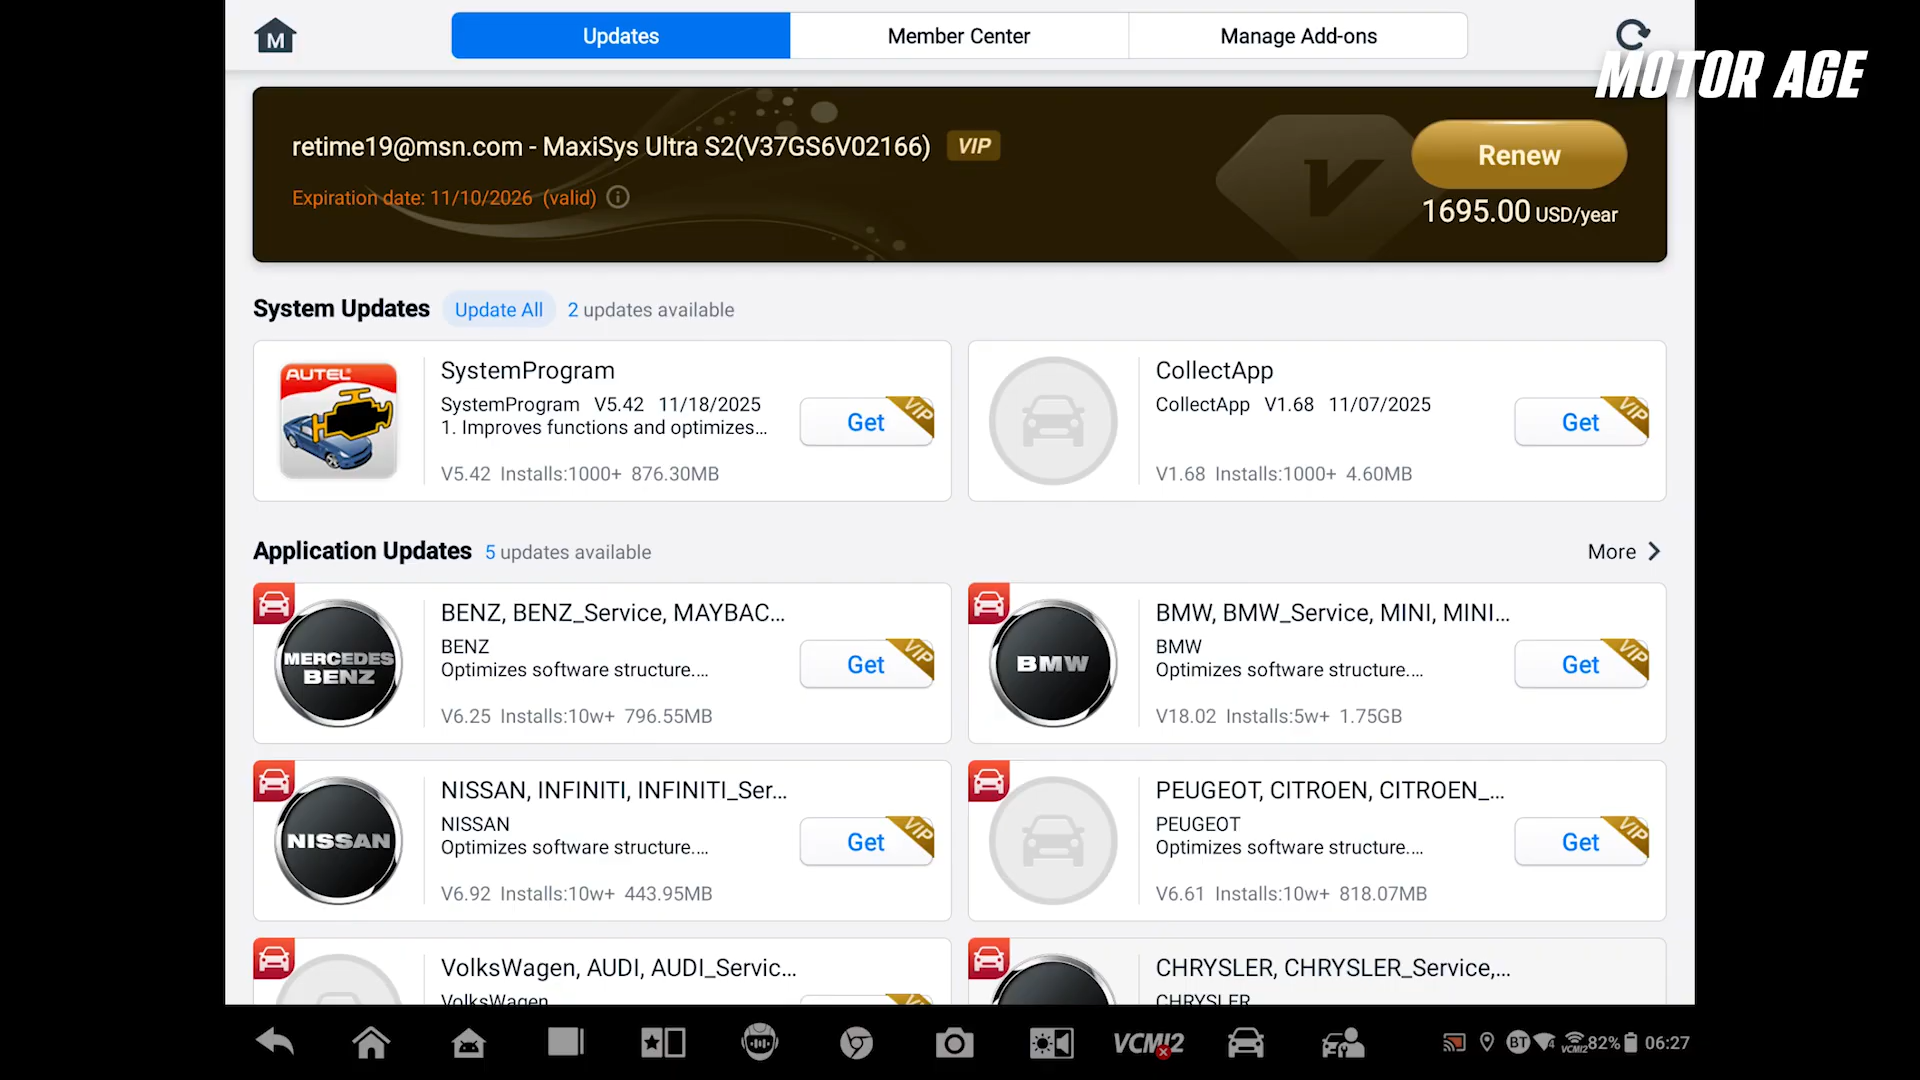 M
Updates
Member Center
Manage Add-ons
MOTOR AGE
retime19@msn.com - MaxiSys Ultra S2(V37GS6V02166) VIP
Expiration date: 11/10/2026 (valid)
V
Renew
1695.00 USD/year
System Updates Update All 2 updates available
AUTEL
SystemProgram
SystemProgram V5.42 11/18/2025
1. Improves functions and optimizes...
V5.42 Installs:1000+ 876.30MB
Get
VIP
CollectApp
CollectApp V1.68 11/07/2025
V1.68 Installs:1000+ 4.60MB
Get
VIP
Application Updates 5 updates available
More
MERCEDES
BENZ
BENZ, BENZ_Service, MAYBAC...
BENZ
Optimizes software structure....
V6.25 Installs:10w+ 796.55MB
Get
VIP
BMW
BMW, BMW_Service, MINI, MINI...
BMW
Optimizes software structure....
V18.02 Installs:5w+ 1.75GB
Get
VIP
NISSAN
NISSAN, INFINITI, INFINITI_Ser...
NISSAN
Optimizes software structure....
V6.92 Installs:10w+ 443.95MB
Get
VIP
PEUGEOT, CITROEN, CITROEN_...
PEUGEOT
Optimizes software structure....
V6.61 Installs:10w+ 818.07MB
Get
VIP
VolksWagen, AUDI, AUDI_Servic...
VolksWagen
CHRYSLER, CHRYSLER_Service,...
CHRYSLER
VCMI2
BT
VCMI2
82%
06:27